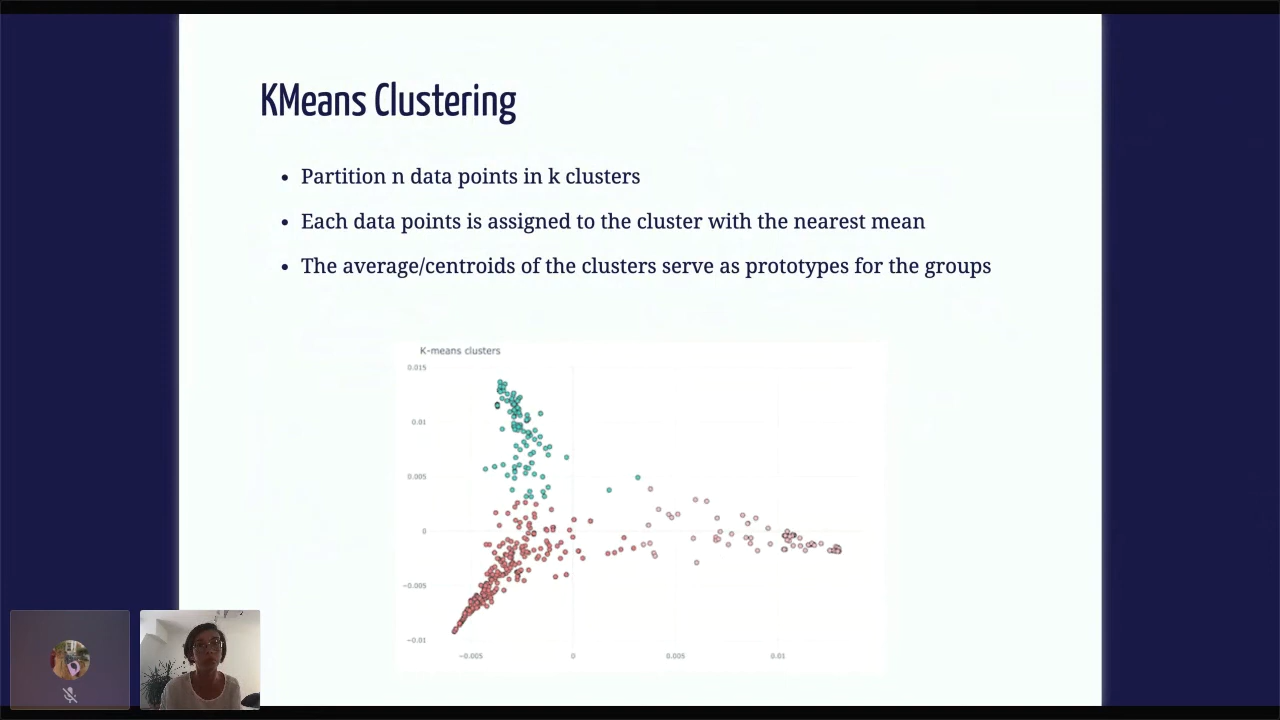 KMeans Clustering
• Partition n data points in k clusters
• Each data points is assigned to the cluster with the nearest mean
• The average/centroids of the clusters serve as prototypes for the groups
K-means clusters
0.015
0.01
0.005
0
−0.005
−0.01
−0.005 0 0.005 0.01